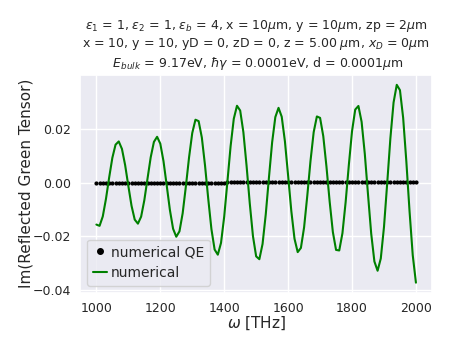 ε₁ = 1, ε₂ = 1, ε_b = 4, x = 10μm, y = 10μm, zp = 2μm
x = 10, y = 10, yD = 0, zD = 0, z = 5.00 μm, x_D = 0μm
E_bulk = 9.17eV, ℏγ = 0.0001eV, d = 0.0001μm
Im(Reflected Green Tensor)
0.02
0.00
−0.02
−0.04
numerical QE
numerical
1000 1200 1400 1600 1800 2000
ω [THz]